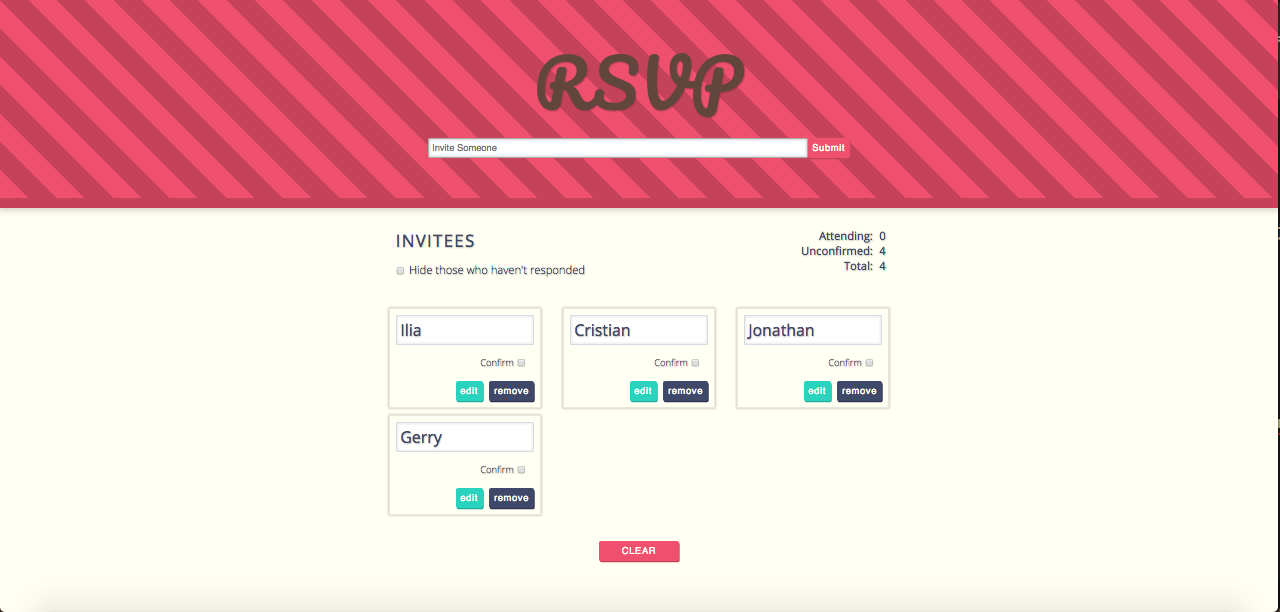 RSVP
Invite Someone Submit
INVITEES
Hide those who haven't responded
Attending: 0
Unconfirmed: 4
Total: 4
Ilia
Confirm
edit remove
Cristian
Confirm
edit remove
Jonathan
Confirm
edit remove
Gerry
Confirm
edit remove
CLEAR